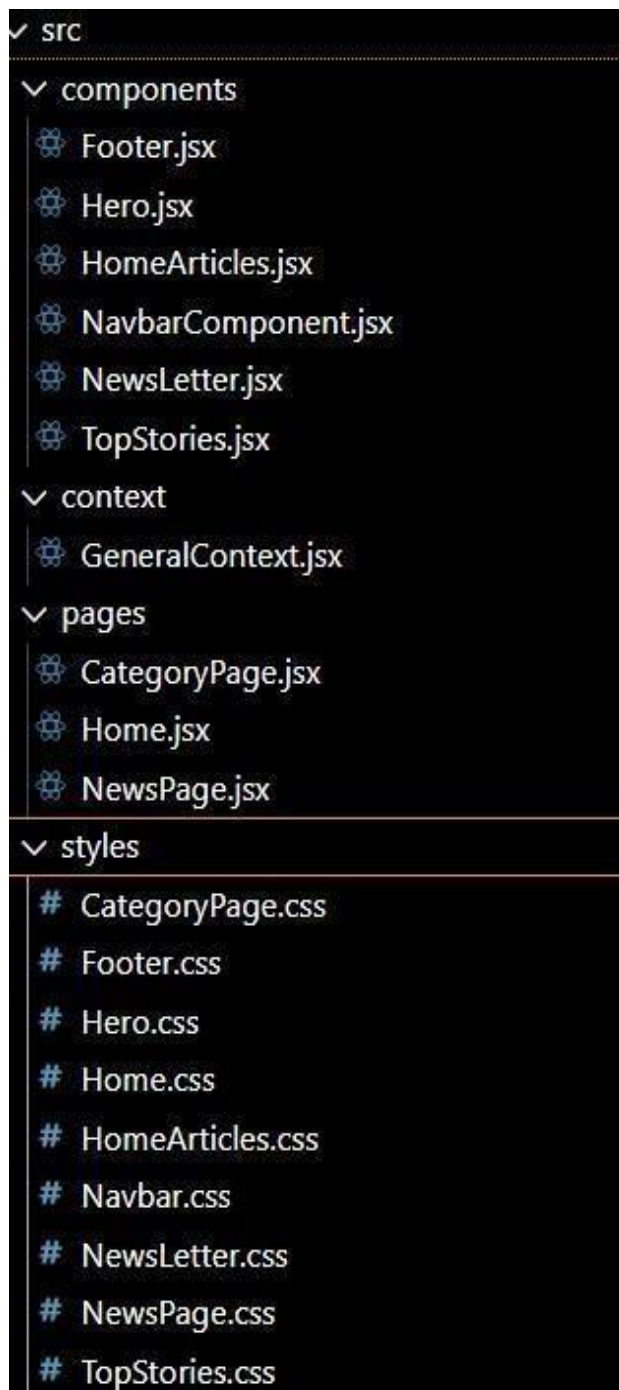 src
components
Footer.jsx
Hero.jsx
HomeArticles.jsx
NavbarComponent.jsx
NewsLetter.jsx
TopStories.jsx
context
GeneralContext.jsx
pages
CategoryPage.jsx
Home.jsx
NewsPage.jsx
styles
# CategoryPage.css
# Footer.css
# Hero.css
# Home.css
# HomeArticles.css
# Navbar.css
# NewsLetter.css
# NewsPage.css
# TopStories.css